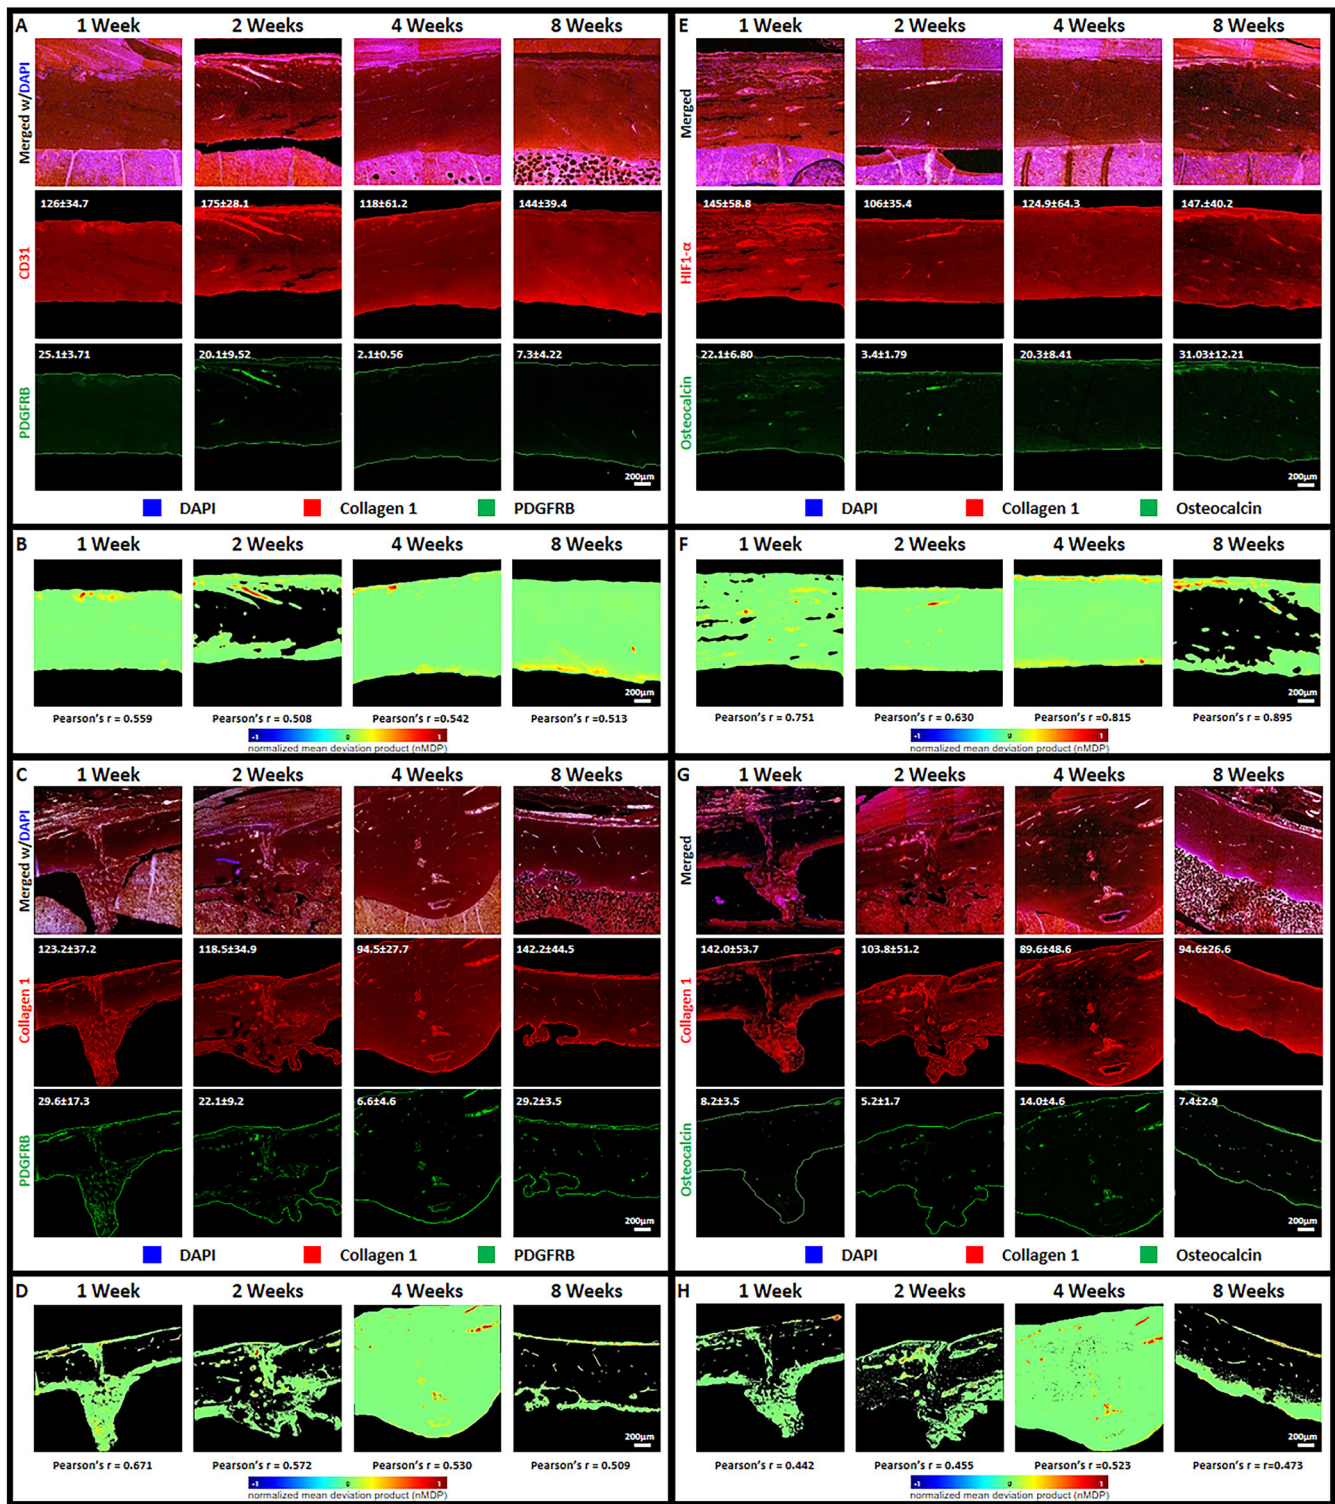 A
1 Week
2 Weeks
4 Weeks
8 Weeks
Merged w/DAPI
CD31
126±34.7
175±28.1
118±61.2
144±39.4
PDGFRB
25.1±3.71
20.1±9.52
2.1±0.56
7.3±4.22
200µm
DAPI
Collagen 1
PDGFRB
E
1 Week
2 Weeks
4 Weeks
8 Weeks
Merged
HIF1-α
145±58.8
106±35.4
124.9±64.3
147.±40.2
Osteocalcin
22.1±6.80
3.4±1.79
20.3±8.41
31.03±12.21
200µm
DAPI
Collagen 1
Osteocalcin
B
1 Week
2 Weeks
4 Weeks
8 Weeks
200µm
Pearson's r = 0.559
Pearson's r = 0.508
Pearson's r =0.542
Pearson's r =0.513
-1
0
1
normalized mean deviation product (nMDP)
F
1 Week
2 Weeks
4 Weeks
8 Weeks
200µm
Pearson's r = 0.751
Pearson's r = 0.630
Pearson's r =0.815
Pearson's r =0.895
-1
0
1
normalized mean deviation product (nMDP)
C
1 Week
2 Weeks
4 Weeks
8 Weeks
Merged w/DAPI
Collagen 1
123.2±37.2
118.5±34.9
94.5±27.7
142.2±44.5
PDGFRB
29.6±17.3
22.1±9.2
6.6±4.6
29.2±3.5
200µm
DAPI
Collagen 1
PDGFRB
G
1 Week
2 Weeks
4 Weeks
8 Weeks
Merged
Collagen 1
142.0±53.7
103.8±51.2
89.6±48.6
94.6±26.6
Osteocalcin
8.2±3.5
5.2±1.7
14.0±4.6
7.4±2.9
200µm
DAPI
Collagen 1
Osteocalcin
D
1 Week
2 Weeks
4 Weeks
8 Weeks
200µm
Pearson's r = 0.671
Pearson's r = 0.572
Pearson's r = 0.530
Pearson's r =0.509
-1
0
1
normalized mean deviation product (nMDP)
H
1 Week
2 Weeks
4 Weeks
8 Weeks
200µm
Pearson's r = 0.442
Pearson's r = 0.455
Pearson's r =0.523
Pearson's r = r=0.473
-1
0
1
normalized mean deviation product (nMDP)